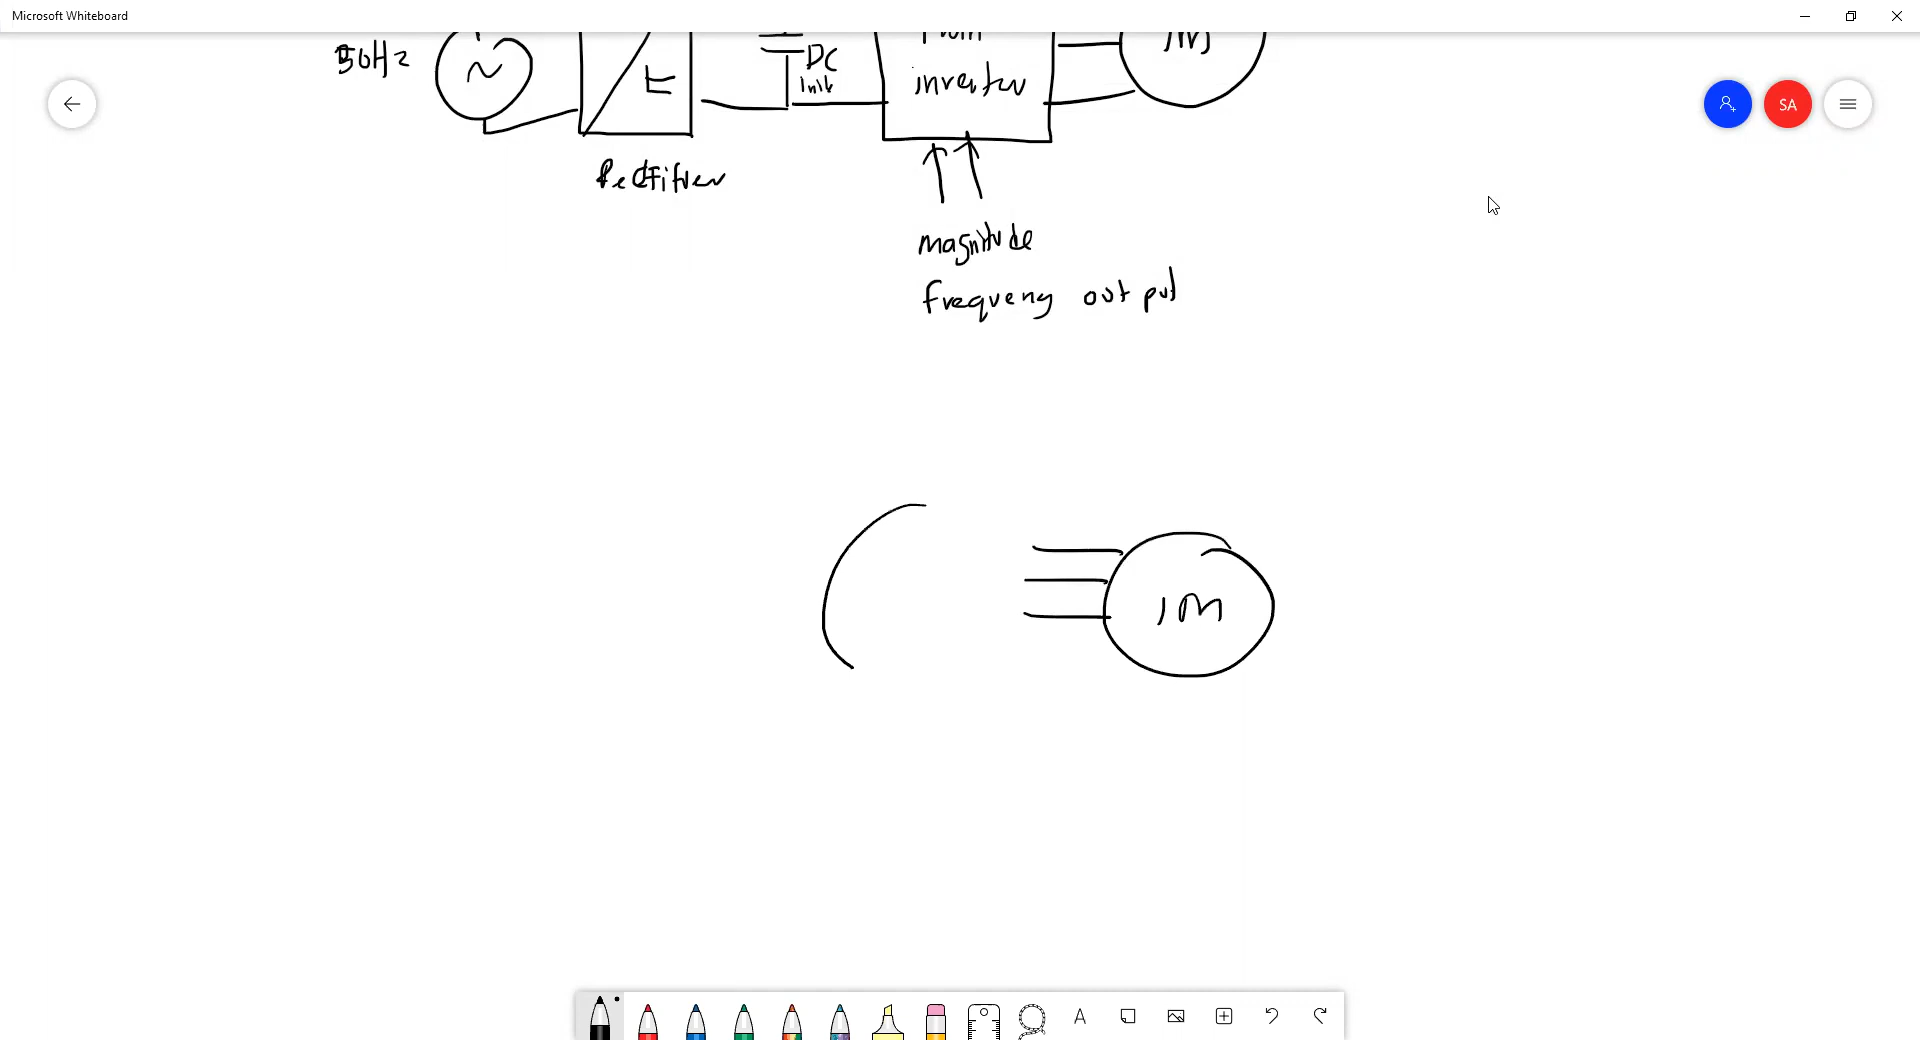 Microsoft Whiteboard
50Hz
DC
link
inverter
M
SA
Rectifier
magnitude
frequency output
IM
A